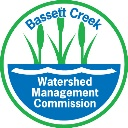 Bassett Creek
Watershed
Management
Commission